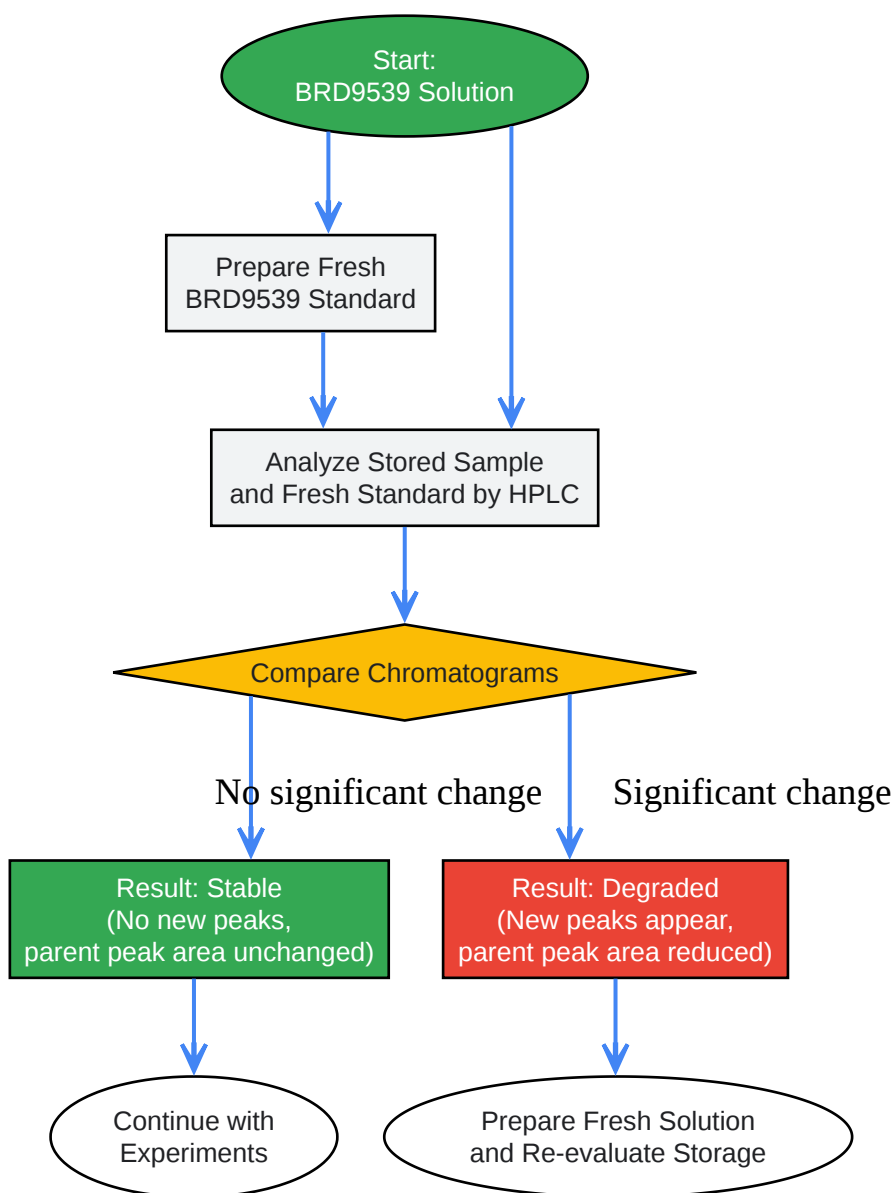 Start:
BRD9539 Solution
Prepare Fresh
BRD9539 Standard
Analyze Stored Sample
and Fresh Standard by HPLC
Compare Chromatograms
No significant change
Significant change
Result: Stable
(No new peaks,
parent peak area unchanged)
Result: Degraded
(New peaks appear,
parent peak area reduced)
Continue with
Experiments
Prepare Fresh Solution
and Re-evaluate Storage